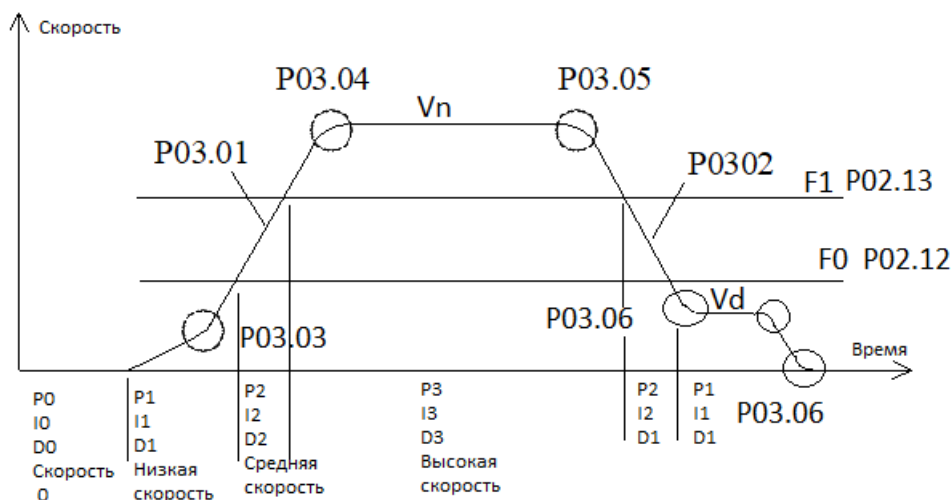 Скорость
P03.04
P03.05
Vn
P03.01
P0302
F1 P02.13
F0 P02.12
Vd
P03.03
P03.06
Время
P03.06
P0
I0
D0
Скорость
0
P1
I1
D1
Низкая
скорость
P2
I2
D2
Средняя
скорость
P3
I3
D3
Высокая
скорость
P2
I2
D1
P1
I1
D1